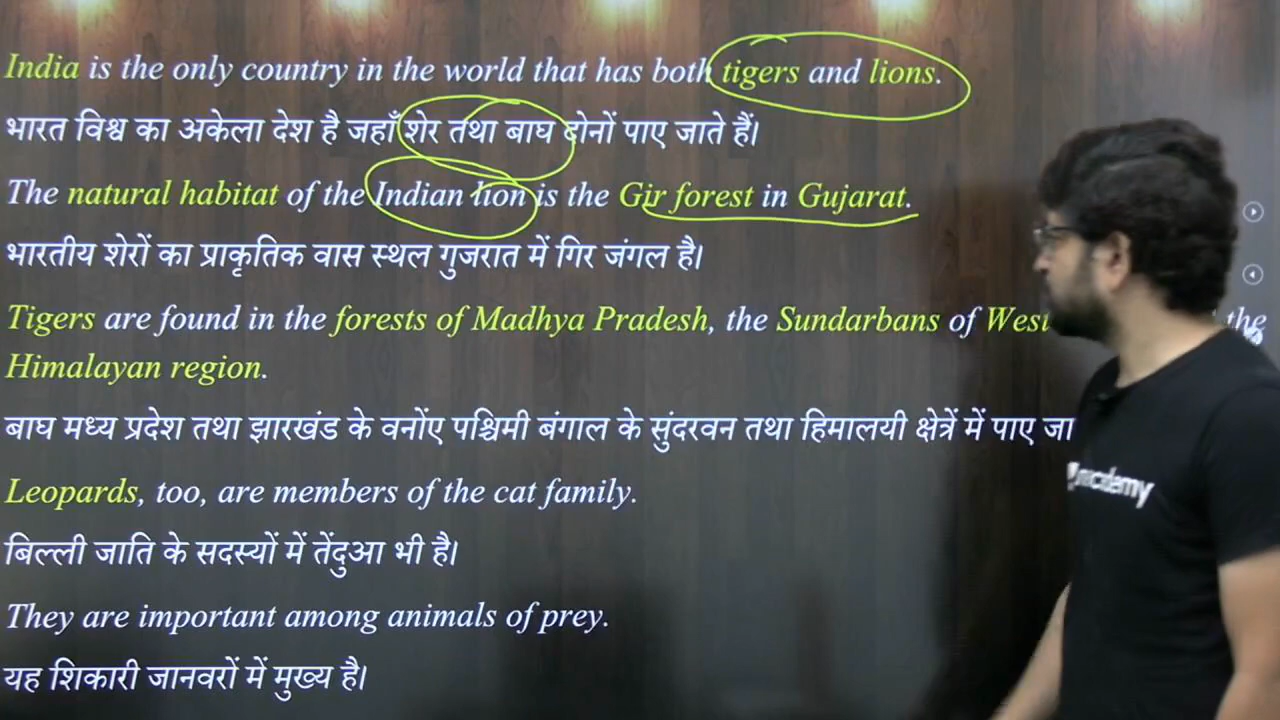 India is the only country in the world that has both tigers and lions.
भारत विश्व का अकेला देश है जहाँ शेर तथा बाघ दोनों पाए जाते हैं।
The natural habitat of the Indian lion is the Gir forest in Gujarat.
भारतीय शेरों का प्राकृतिक वास स्थल गुजरात में गिर जंगल है।
Tigers are found in the forests of Madhya Pradesh, the Sundarbans of West the
Himalayan region.
बाघ मध्य प्रदेश तथा झारखंड के वनोंए पश्चिमी बंगाल के सुंदरवन तथा हिमालयी क्षेत्रें में पाए जा
Leopards, too, are members of the cat family.
बिल्ली जाति के सदस्यों में तेंदुआ भी है।
They are important among animals of prey.
यह शिकारी जानवरों में मुख्य है।